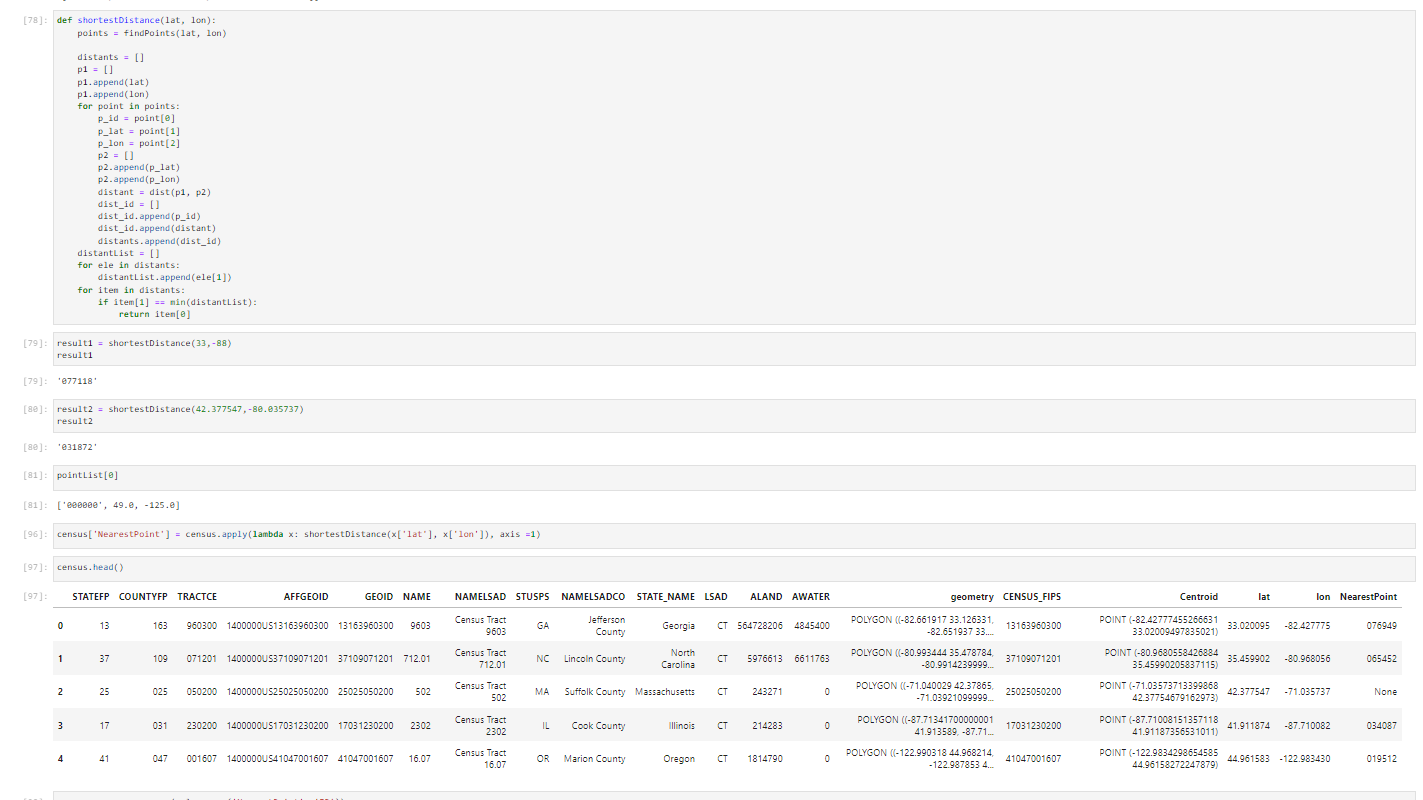 [78]: def shortestDistance(lat, lon):
    points = findPoints(lat, lon)
    distants = []
    p1 = []
    p1.append(lat)
    p1.append(lon)
    for point in points:
        p_id = point[0]
        p_lat = point[1]
        p_lon = point[2]
        p2 = []
        p2.append(p_lat)
        p2.append(p_lon)
        distant = dist(p1, p2)
        dist_id = []
        dist_id.append(p_id)
        dist_id.append(distant)
        distants.append(dist_id)
    distantList = []
    for ele in distants:
        distantList.append(ele[1])
    for item in distants:
        if item[1] == min(distantList):
            return item[0]
[79]: result1 = shortestDistance(33,-88)
result1
[79]: '077118'
[80]: result2 = shortestDistance(42.377547,-80.035737)
result2
[80]: '031872'
[81]: pointList[0]
[81]: ['000000', 49.0, -125.0]
[96]: census['NearestPoint'] = census.apply(lambda x: shortestDistance(x['lat'], x['lon']), axis =1)
[97]: census.head()
[97]: STATEFP COUNTYFP TRACTCE AFFGEOID GEOID NAME NAMELSAD STUSPS NAMELSADCO STATE_NAME LSAD ALAND AWATER geometry CENSUS_FIPS Centroid lat lon NearestPoint
0 13 163 960300 1400000US13163960300 13163960300 9603 Census Tract 9603 GA Jefferson County Georgia CT 564728206 4845400 POLYGON ((-82.661917 33.126331, -82.651937 33.... 13163960300 POINT (-82.42777455266631 33.02009497835021) 33.020095 -82.427775 076949
1 37 109 071201 1400000US37109071201 37109071201 712.01 Census Tract 712.01 NC Lincoln County North Carolina CT 5976613 6611763 POLYGON ((-80.993444 35.478784, -80.9914239999... 37109071201 POINT (-80.9680558426884 35.45990205837115) 35.459902 -80.968056 065452
2 25 025 050200 1400000US25025050200 25025050200 502 Census Tract 502 MA Suffolk County Massachusetts CT 243271 0 POLYGON ((-71.040029 42.37865, -71.03921099999... 25025050200 POINT (-71.03573713399868 42.37754679162973) 42.377547 -71.035737 None
3 17 031 230200 1400000US17031230200 17031230200 2302 Census Tract 2302 IL Cook County Illinois CT 214283 0 POLYGON ((-87.71341700000001 41.913589, -87.71... 17031230200 POINT (-87.71008151357118 41.91187356531011) 41.911874 -87.710082 034087
4 41 047 001607 1400000US41047001607 41047001607 16.07 Census Tract 16.07 OR Marion County Oregon CT 1814790 0 POLYGON ((-122.990318 44.968214, -122.987853 4... 41047001607 POINT (-122.9834298654585 44.96158272247879) 44.961583 -122.983430 019512